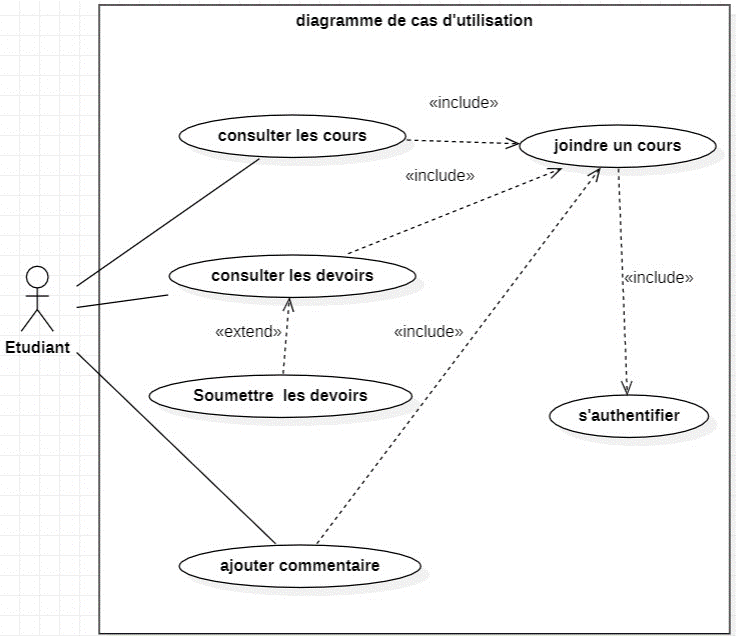 diagramme de cas d'utilisation
«include»
consulter les cours
joindre un cours
«include»
consulter les devoirs
«include»
«extend»
«include»
Etudiant
Soumettre  les devoirs
s'authentifier
ajouter commentaire